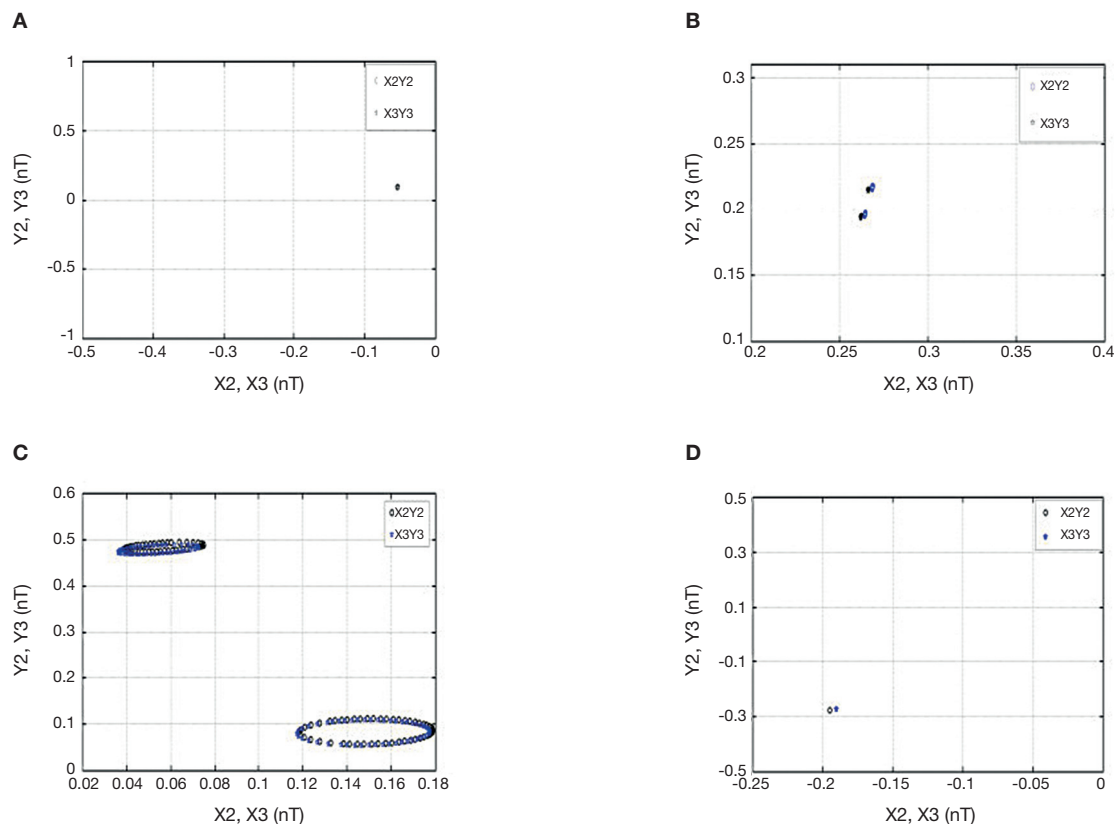 A
1
0.5
0
-0.5
-1
Y2, Y3 (nT)
X2Y2
X3Y3
-0.5 -0.4 -0.3 -0.2 -0.1 0
X2, X3 (nT)
B
0.3
0.25
0.2
0.15
0.1
Y2, Y3 (nT)
X2Y2
X3Y3
0.2 0.25 0.3 0.35 0.4
X2, X3 (nT)
C
0.6
0.5
0.4
0.3
0.2
0.1
0
Y2, Y3 (nT)
X2Y2
X3Y3
0.02 0.04 0.06 0.08 0.1 0.12 0.14 0.16 0.18
X2, X3 (nT)
D
0.5
0.3
0.1
-0.1
-0.3
-0.5
Y2, Y3 (nT)
X2Y2
X3Y3
-0.25 -0.2 -0.15 -0.1 -0.05 0
X2, X3 (nT)